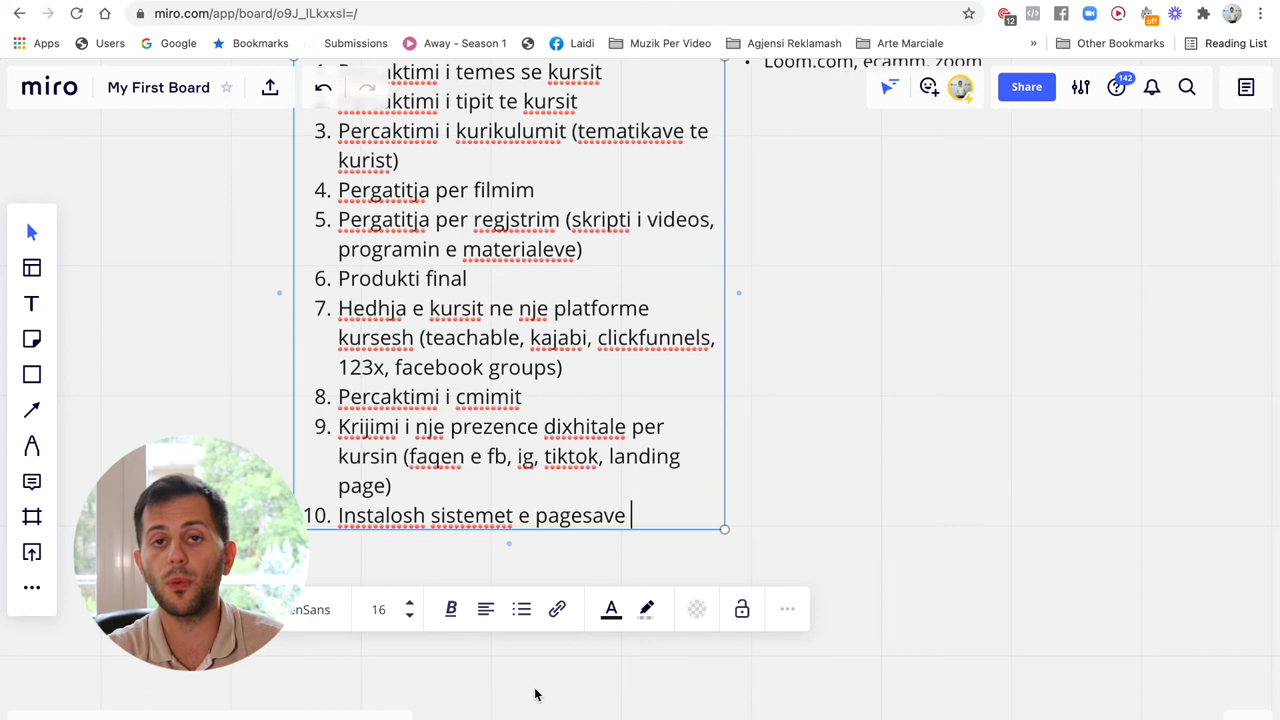 miro.com/app/board/o9J_lLkxxsI=/
12
off
Apps
Users
Google
Bookmarks
Submissions
Away - Season 1
Laidi
Muzik Per Video
Agjensi Reklamash
Arte Marciale
»
Other Bookmarks
Reading List
miro
My First Board
Share
142
temes se kursit
i tipit te kursit
3. Percaktimi i kurikulumit (tematikave te
kurist)
4. Pergatitja per filmim
5. Pergatitja per regjstrim (skripti i videos,
programin e materialeve)
6. Produkti final
7. Hedhja e kursit ne nje platforme
kursesh (teachable, kajabi, clickfunnels,
123x, facebook groups)
8. Percaktimi i cmimit
9. Krijimi i nje prezence dixhitale per
kursin (faqen e fb, ig, tiktok, landing
page)
10. Instalosh sistemet e pagesave
• Loom.com, ecamm, zoom
16
B
A
T